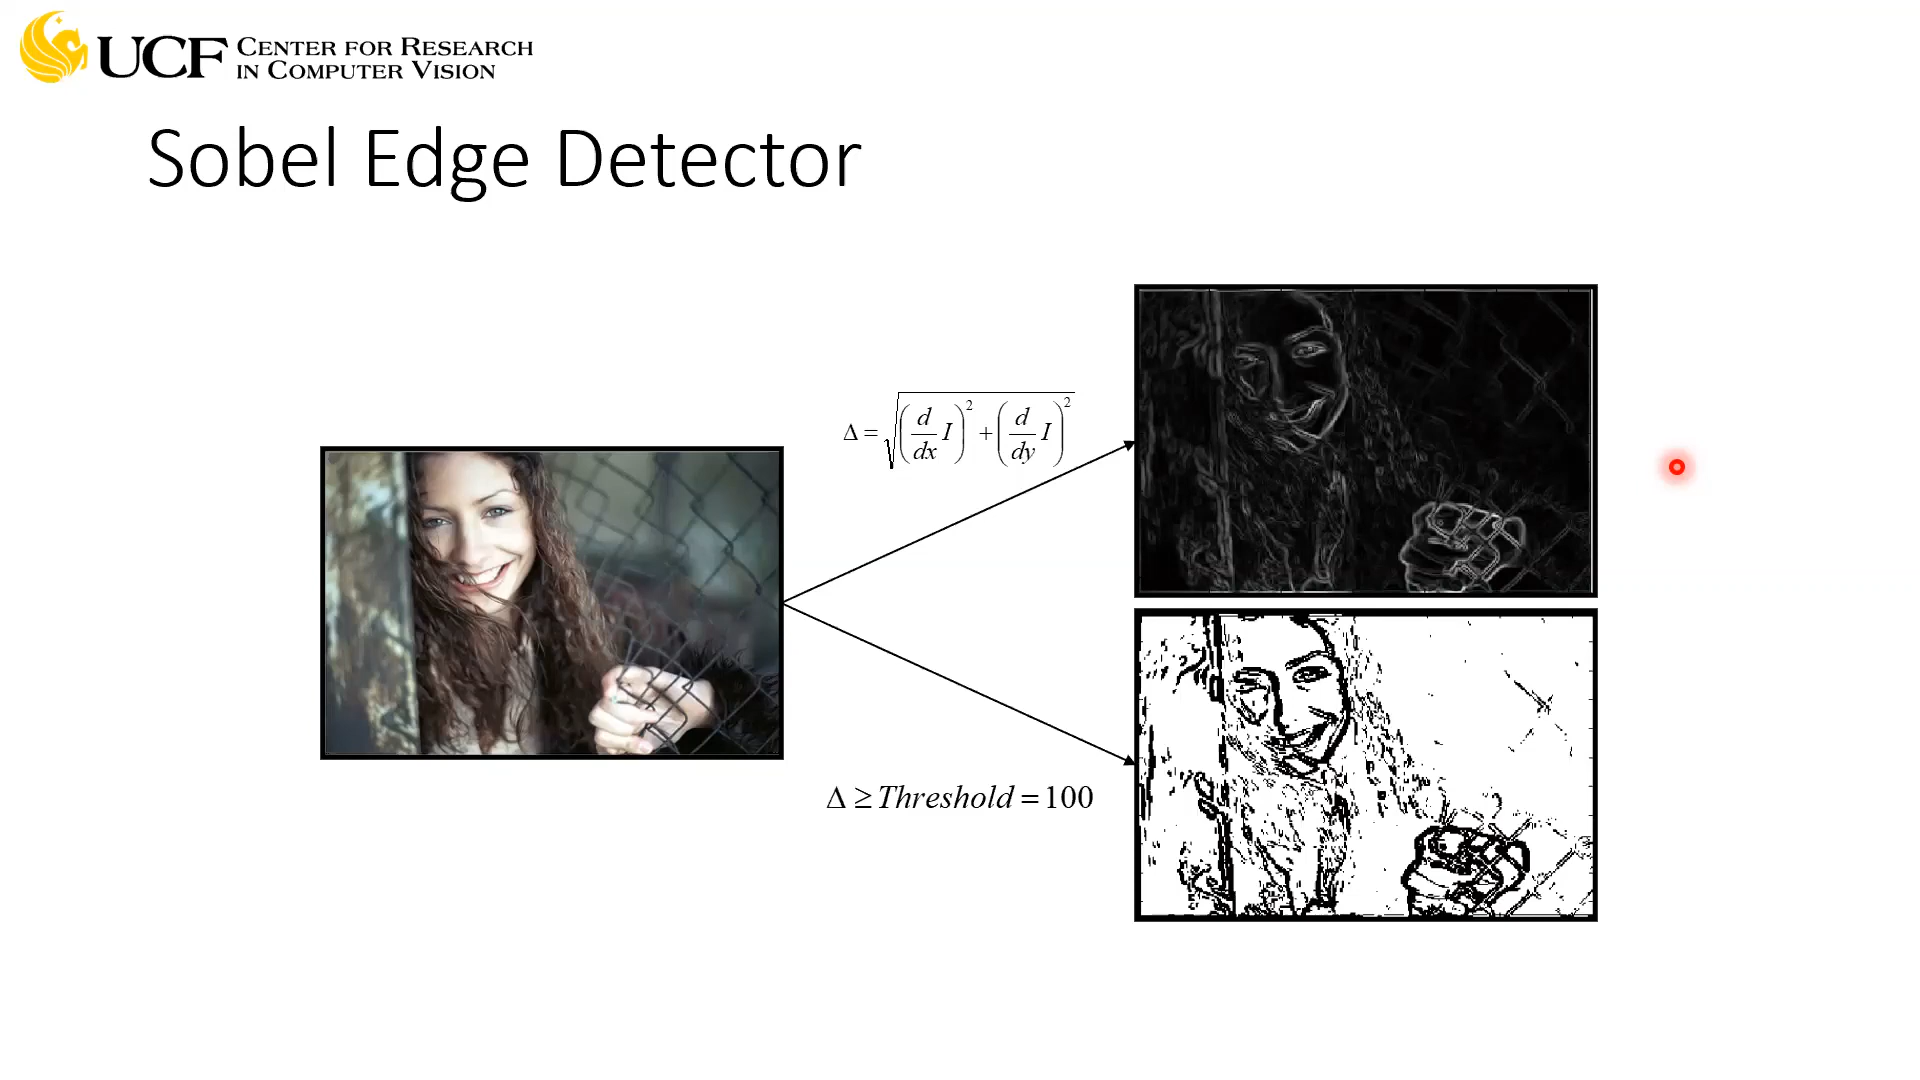 UCF CENTER FOR RESEARCH
IN COMPUTER VISION
Sobel Edge Detector
Δ = √((d/dx I)² + (d/dy I)²)
Δ ≥ Threshold = 100